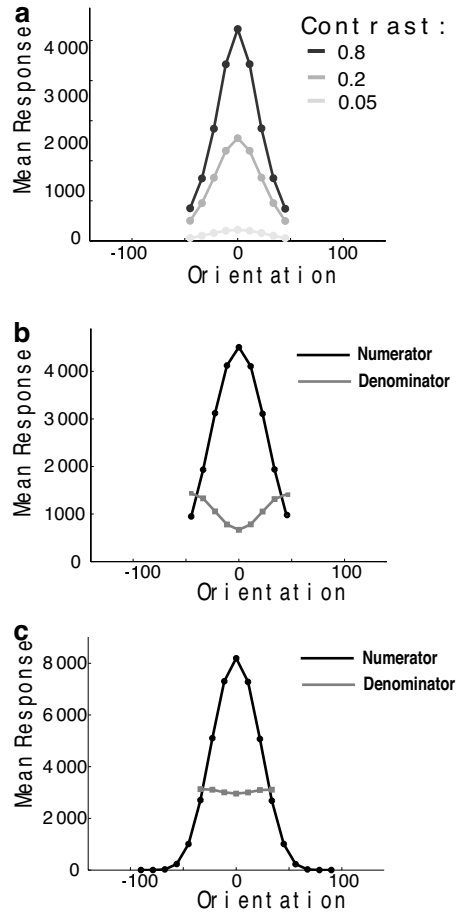 a
Contrast:
0.8
0.2
0.05
Mean Response
4000
3000
2000
1000
0
-100 0 100
Orientation
b
Numerator
Denominator
Mean Response
4000
3000
2000
1000
0
-100 0 100
Orientation
c
Numerator
Denominator
Mean Response
8000
6000
4000
2000
0
-100 0 100
Orientation